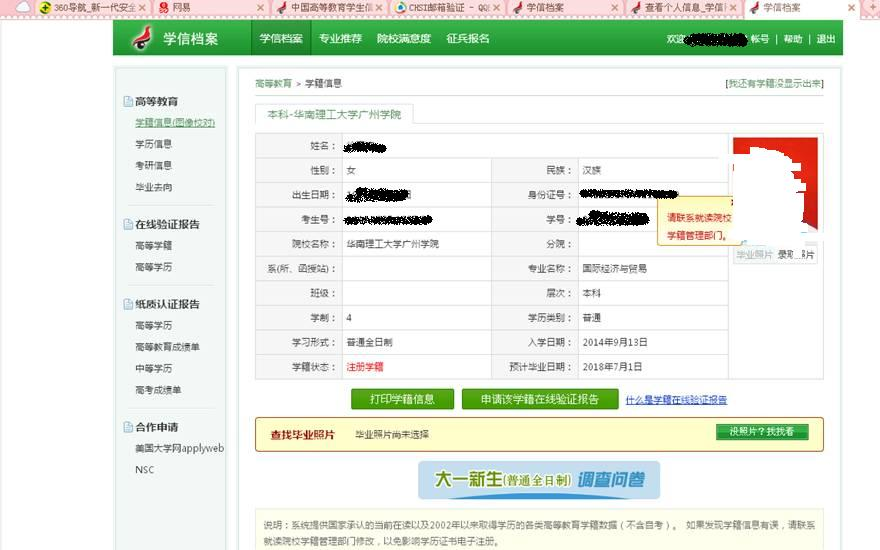 360导航_新一代安全
网易
中国高等教育学生信
CHSI邮箱验证 - QQ
学信档案
查看个人信息_学信
学信档案
学信档案
学信档案 专业推荐 院校满意度 征兵报名
欢迎 帐号 | 帮助 | 退出
高等教育
学籍信息(图像校对)
学历信息
考研信息
毕业去向
在线验证报告
高等学籍
高等学历
纸质认证报告
高等学历
高等教育成绩单
中等学历
高考成绩单
合作申请
美国大学网applyweb
NSC
高等教育 > 学籍信息
[我还有学籍没显示出来]
本科-华南理工大学广州学院
姓名：
性别： 女 民族： 汉族
出生日期： 身份证号：
考生号： 学号：
院校名称： 华南理工大学广州学院 分院：
系(所、函授站)： 专业名称： 国际经济与贸易
班级： 层次： 本科
学制： 4 学历类别： 普通
学习形式： 普通全日制 入学日期： 2014年9月13日
学籍状态： 注册学籍 预计毕业日期： 2018年7月1日
请联系就读院校
学籍管理部门。
毕业照片 录取 照片
打印学籍信息 申请该学籍在线验证报告 什么是学籍在线验证报告
查找毕业照片 毕业照片尚未选择 没照片？找找看
大一新生(普通全日制) 调查问卷
说明：系统提供国家承认的当前在读以及2002年以来取得学历的各类高等教育学籍数据（不含自考）。 如果发现学籍信息有误，请联系
就读院校学籍管理部门修改，以免影响学历证书电子注册。